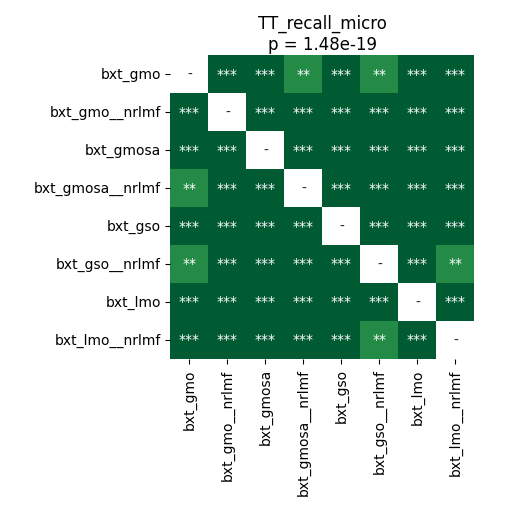 TT_recall_micro
p = 1.48e-19
bxt_gmo - *** *** ** *** ** *** ***
bxt_gmo__nrlmf *** - *** *** *** *** *** ***
bxt_gmosa *** *** - *** *** *** *** ***
bxt_gmosa__nrlmf ** *** *** - *** *** *** ***
bxt_gso *** *** *** *** - *** *** ***
bxt_gso__nrlmf ** *** *** *** *** - *** **
bxt_lmo *** *** *** *** *** *** - ***
bxt_lmo__nrlmf *** *** *** *** *** ** *** -
bxt_gmo
bxt_gmo__nrlmf
bxt_gmosa
bxt_gmosa__nrlmf
bxt_gso
bxt_gso__nrlmf
bxt_lmo
bxt_lmo__nrlmf